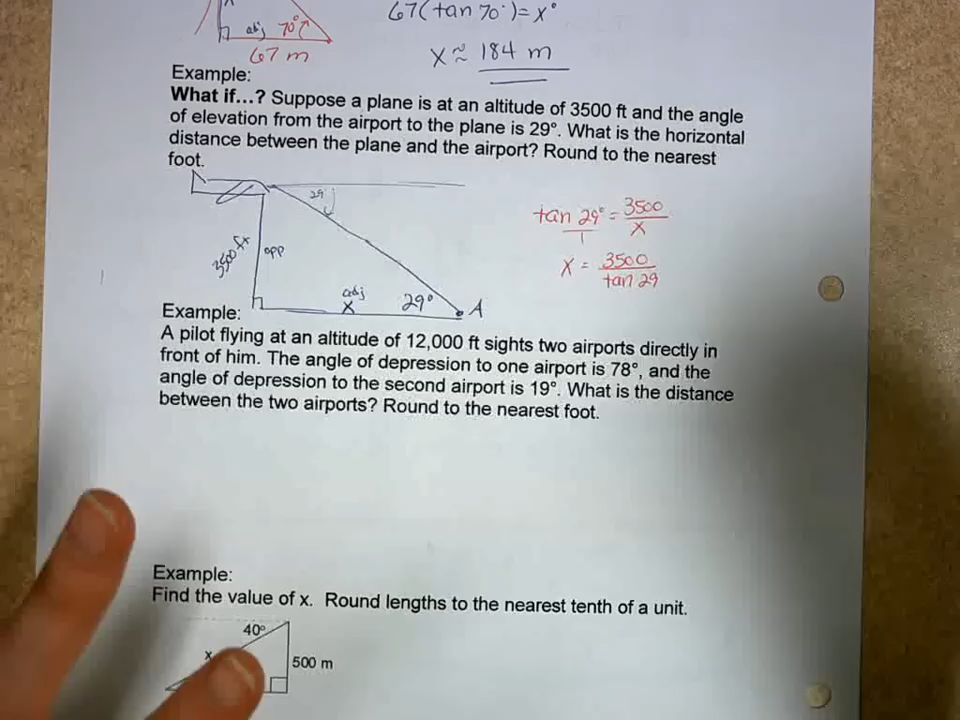 67(tan 70°)=x°
adj 70°
67 m
x ≈ 184 m
Example:
What if...? Suppose a plane is at an altitude of 3500 ft and the angle
of elevation from the airport to the plane is 29°. What is the horizontal
distance between the plane and the airport? Round to the nearest
foot.
29
tan 29° = 3500
1 x
3500 ft opp
x = 3500
tan 29
adj
x 29° A
Example:
A pilot flying at an altitude of 12,000 ft sights two airports directly in
front of him. The angle of depression to one airport is 78°, and the
angle of depression to the second airport is 19°. What is the distance
between the two airports? Round to the nearest foot.
Example:
Find the value of x. Round lengths to the nearest tenth of a unit.
40°
x 500 m